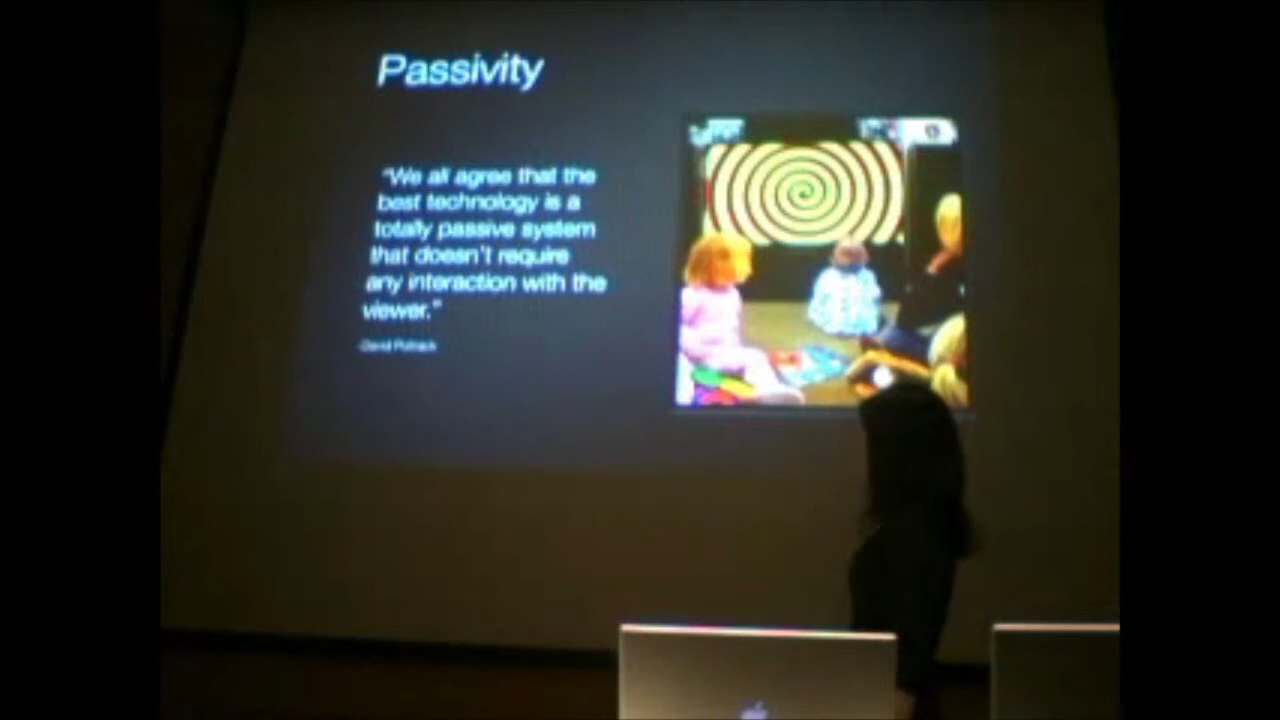 Passivity
“We all agree that the
best technology is a
totally passive system
that doesn't require
any interaction with the
viewer.”
-David